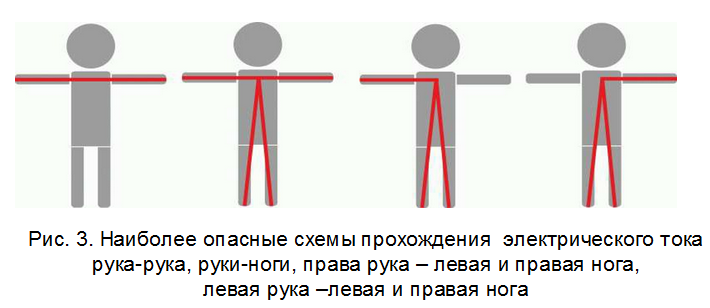 Рис. 3. Наиболее опасные схемы прохождения электрического тока
рука-рука, руки-ноги, права рука – левая и правая нога,
левая рука –левая и правая нога